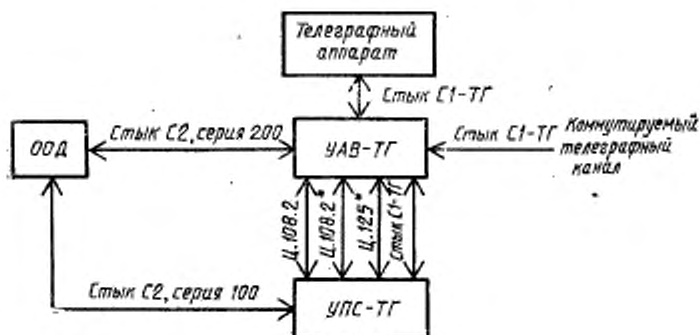 Телеграфный
аппарат
Стык С1-ТГ
Стык С2, серия 200
ООД
УАВ-ТГ
Стык С1-ТГ
Коммутируемый
телеграфный
канал
Ц.108.2
Ц.108.2*
Ц.125*
Стык С1-ТГ
Стык С2, серия 100
УПС-ТГ